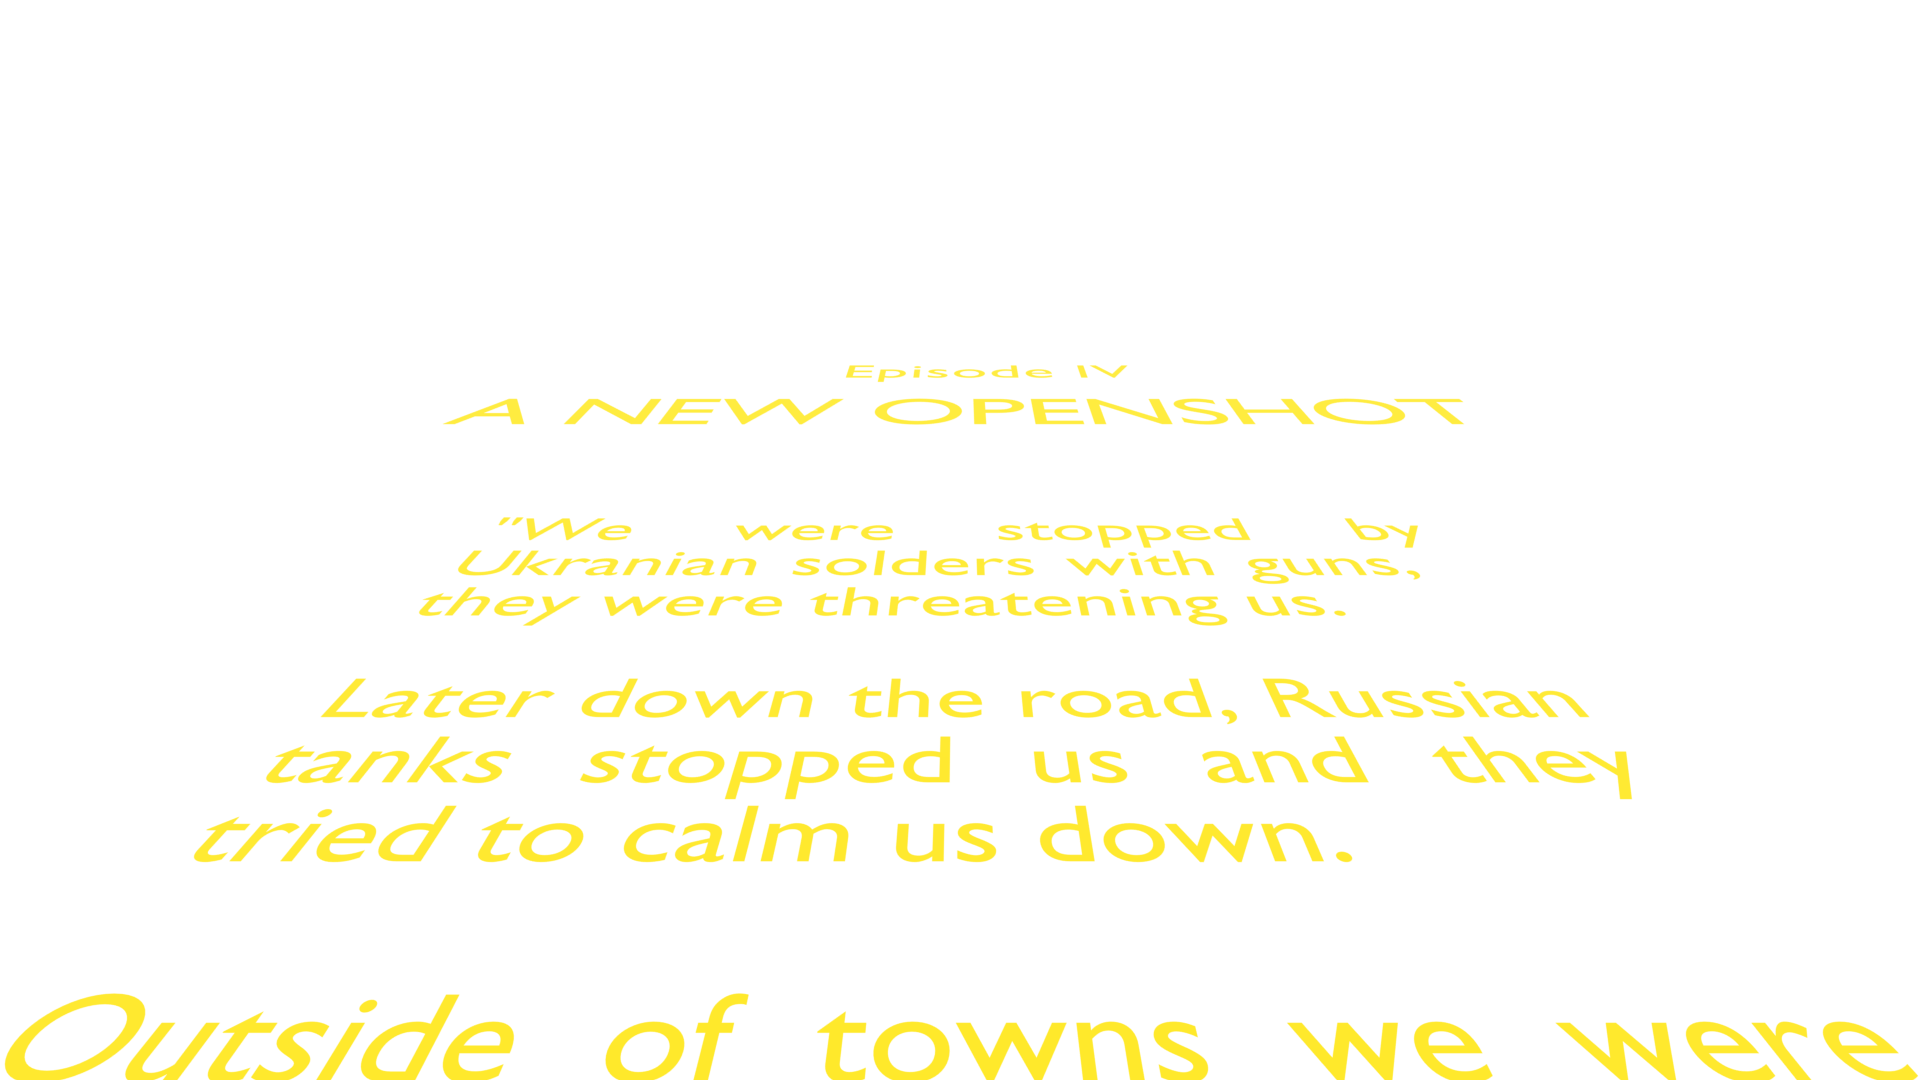 Episode IV
A NEW OPENSHOT
"We were stopped by
Ukranian solders with guns,
they were threatening us.
Later down the road, Russian
tanks stopped us and they
tried to calm us down.
Outside of towns we were